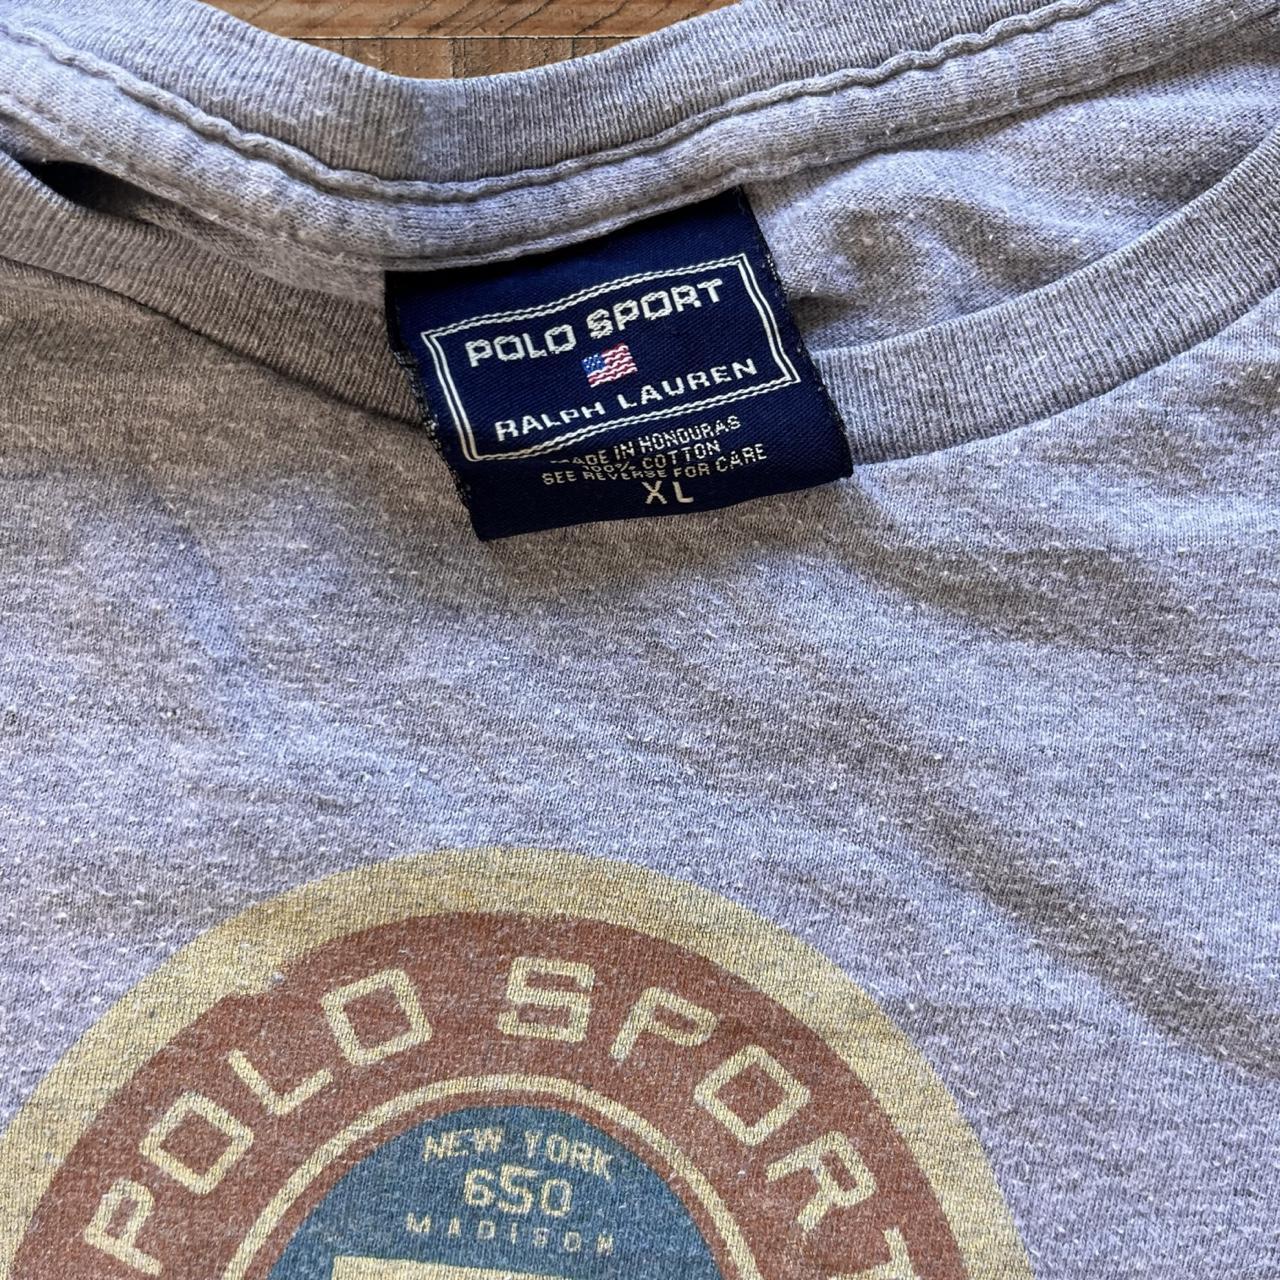 POLO SPORT
RALPH LAUREN
MADE IN HONDURAS
100% COTTON
SEE REVERSE FOR CARE
XL
POLO SPORT
NEW YORK
650
MADISON